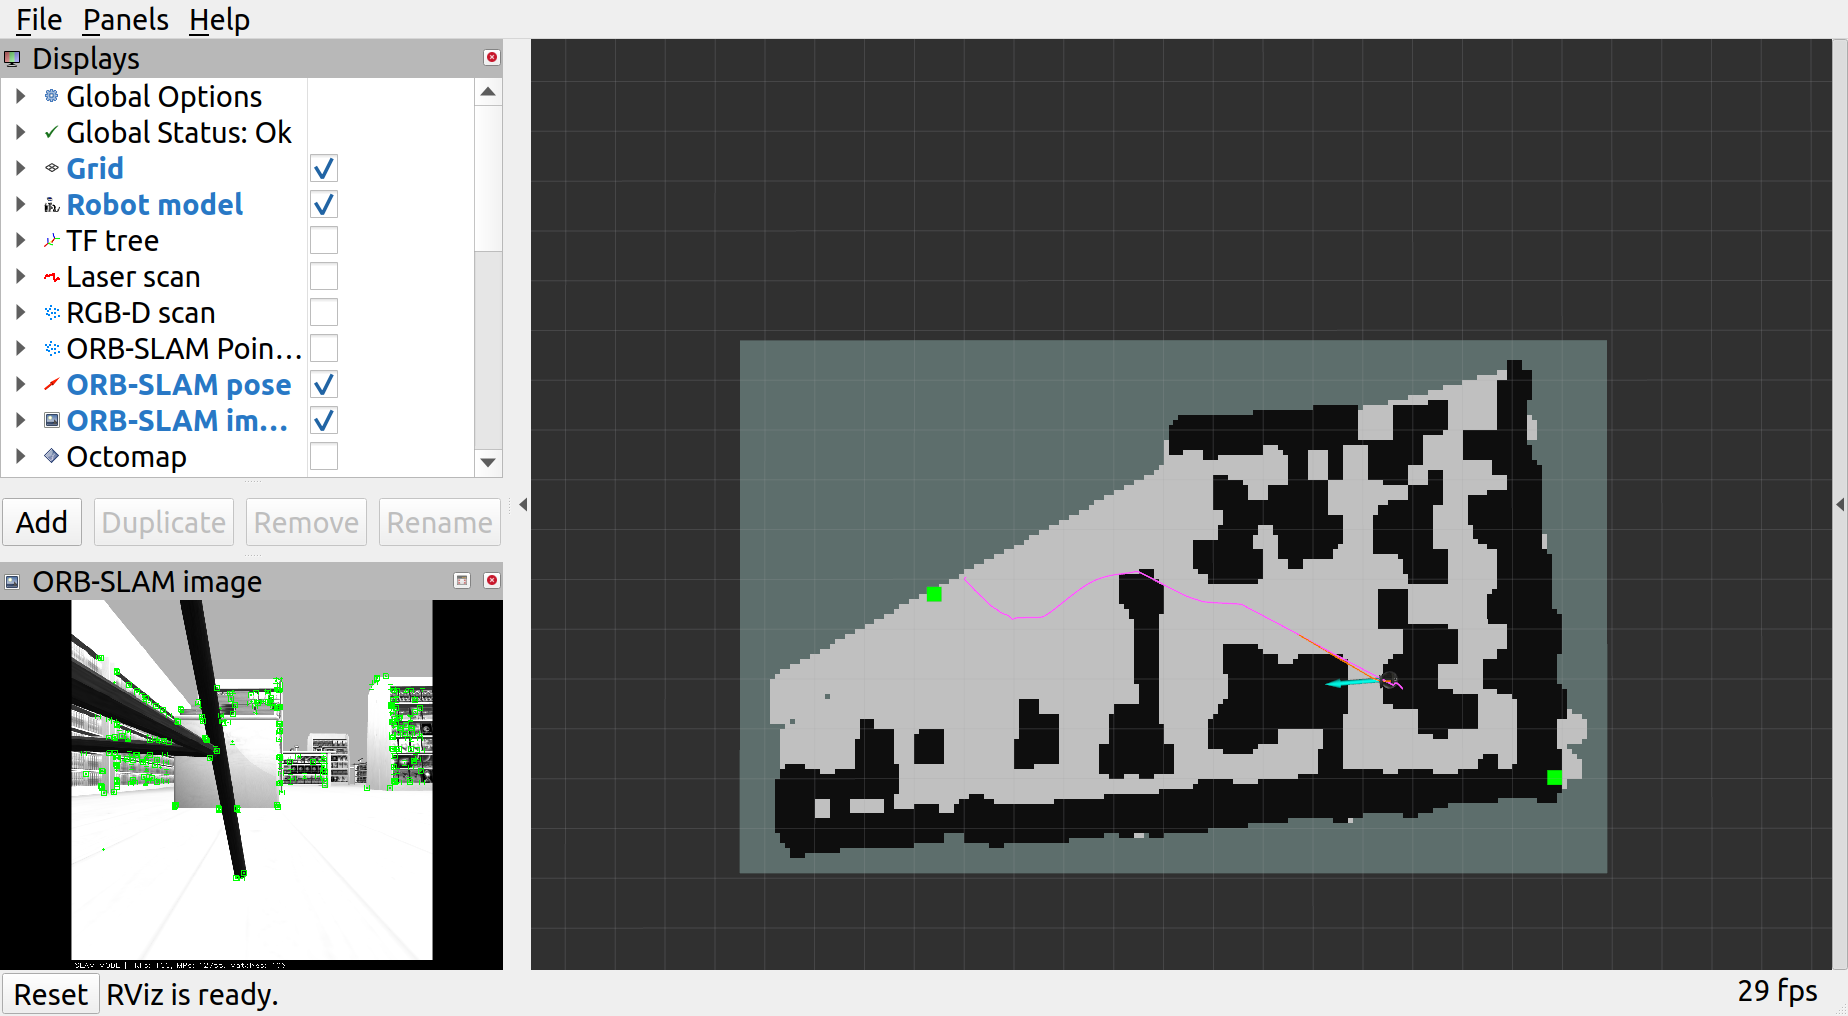 File Panels Help
Displays
Global Options
Global Status: Ok
Grid
Robot model
TF tree
Laser scan
RGB-D scan
ORB-SLAM Poin...
ORB-SLAM pose
ORB-SLAM im...
Octomap
Add Duplicate Remove Rename
ORB-SLAM image
SLAM MODE |
Reset RViz is ready.
29 fps